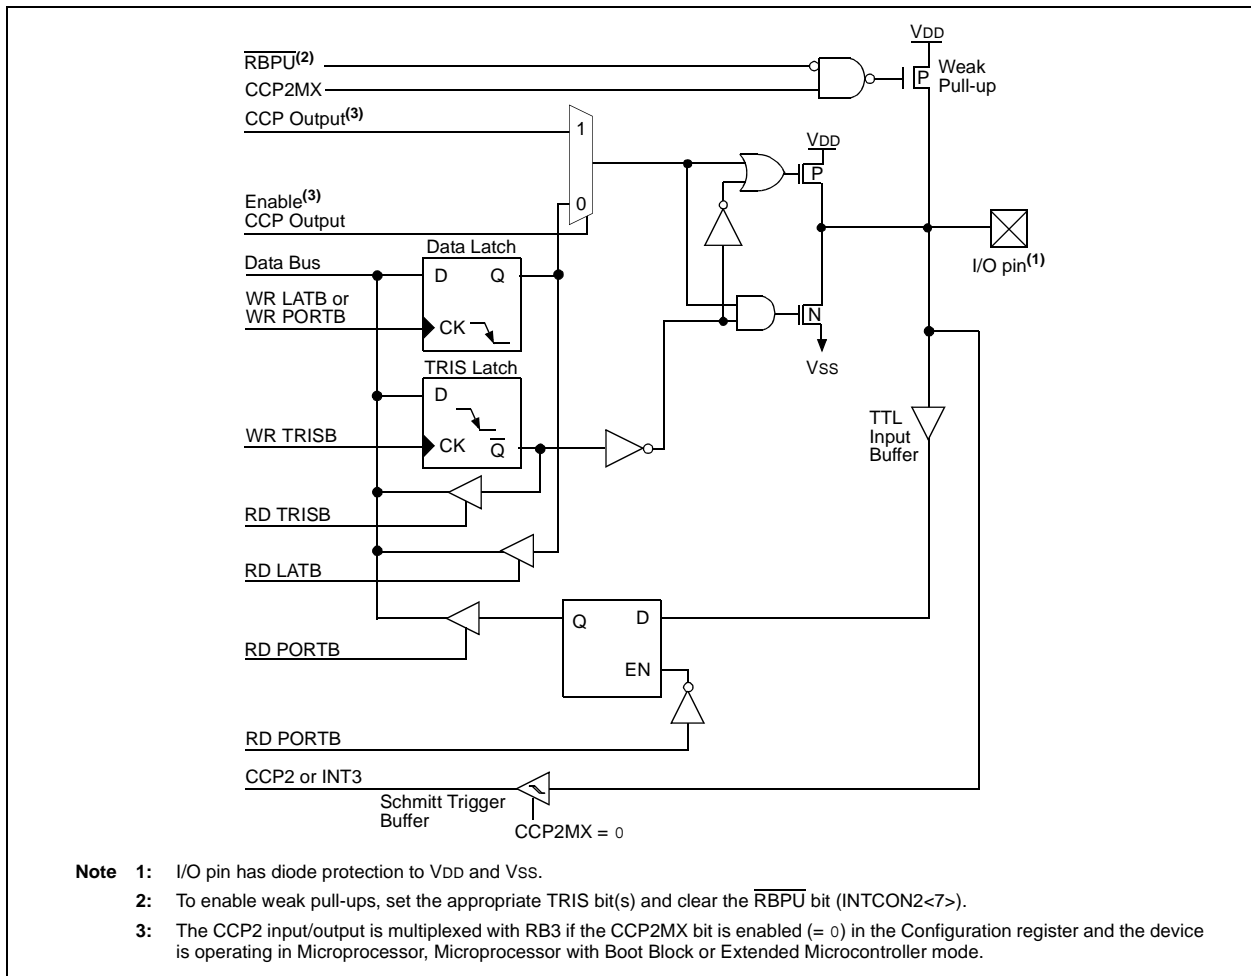 VDD
RBPU(2)
Weak
Pull-up
P
CCP2MX
CCP Output(3)
1
VDD
P
Enable(3)
0
CCP Output
Data Latch
I/O pin(1)
Data Bus
D Q
WR LATB or
WR PORTB
CK
N
VSS
TRIS Latch
D
TTL
Input
Buffer
WR TRISB
CK Q
RD TRISB
RD LATB
Q D
RD PORTB
EN
RD PORTB
CCP2 or INT3
Schmitt Trigger
Buffer
CCP2MX = 0
Note 1: I/O pin has diode protection to VDD and VSS.
2: To enable weak pull-ups, set the appropriate TRIS bit(s) and clear the RBPU bit (INTCON2<7>).
3: The CCP2 input/output is multiplexed with RB3 if the CCP2MX bit is enabled (= 0) in the Configuration register and the device
is operating in Microprocessor, Microprocessor with Boot Block or Extended Microcontroller mode.